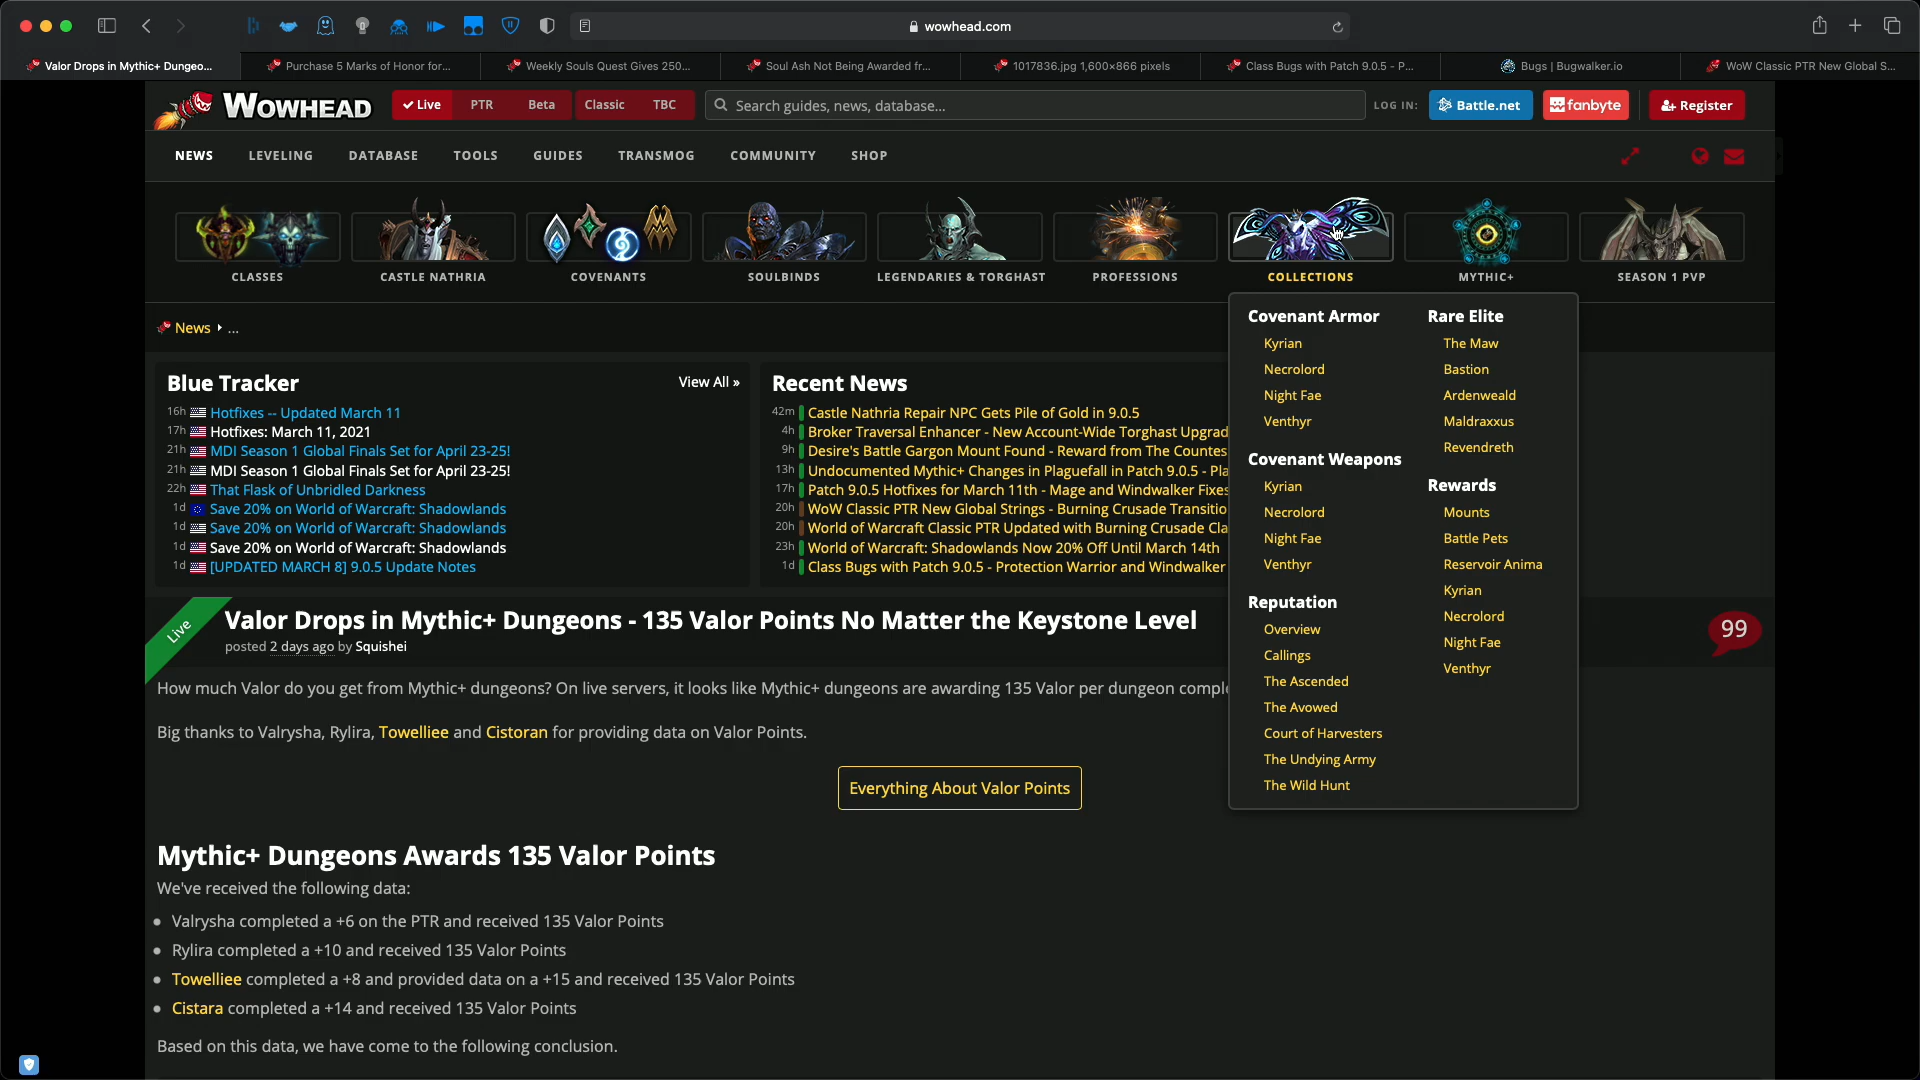 wowhead.com
Valor Drops in Mythic+ Dungeo...
Purchase 5 Marks of Honor for...
Weekly Souls Quest Gives 250...
Soul Ash Not Being Awarded fr...
1017836.jpg 1,600×866 pixels
Class Bugs with Patch 9.0.5 - P...
Bugs | Bugwalker.io
WoW Classic PTR New Global S...
WOWHEAD
Live
PTR
Beta
Classic
TBC
Search guides, news, database...
LOG IN:
Battle.net
fanbyte
Register
NEWS
LEVELING
DATABASE
TOOLS
GUIDES
TRANSMOG
COMMUNITY
SHOP
CLASSES
CASTLE NATHRIA
COVENANTS
SOULBINDS
LEGENDARIES & TORGHAST
PROFESSIONS
COLLECTIONS
MYTHIC+
SEASON 1 PVP
News ...
Blue Tracker
View All »
16h Hotfixes -- Updated March 11
17h Hotfixes: March 11, 2021
21h MDI Season 1 Global Finals Set for April 23-25!
21h MDI Season 1 Global Finals Set for April 23-25!
22h That Flask of Unbridled Darkness
1d Save 20% on World of Warcraft: Shadowlands
1d Save 20% on World of Warcraft: Shadowlands
1d Save 20% on World of Warcraft: Shadowlands
1d [UPDATED MARCH 8] 9.0.5 Update Notes
Recent News
42m Castle Nathria Repair NPC Gets Pile of Gold in 9.0.5
4h Broker Traversal Enhancer - New Account-Wide Torghast Upgrad
9h Desire's Battle Gargon Mount Found - Reward from The Countes
13h Undocumented Mythic+ Changes in Plaguefall in Patch 9.0.5 - Pla
17h Patch 9.0.5 Hotfixes for March 11th - Mage and Windwalker Fixes
20h WoW Classic PTR New Global Strings - Burning Crusade Transitio
20h World of Warcraft Classic PTR Updated with Burning Crusade Cla
23h World of Warcraft: Shadowlands Now 20% Off Until March 14th
1d Class Bugs with Patch 9.0.5 - Protection Warrior and Windwalker
Covenant Armor
Kyrian
Necrolord
Night Fae
Venthyr
Covenant Weapons
Kyrian
Necrolord
Night Fae
Venthyr
Reputation
Overview
Callings
The Ascended
The Avowed
Court of Harvesters
The Undying Army
The Wild Hunt
Rare Elite
The Maw
Bastion
Ardenweald
Maldraxxus
Revendreth
Rewards
Mounts
Battle Pets
Reservoir Anima
Kyrian
Necrolord
Night Fae
Venthyr
Live
Valor Drops in Mythic+ Dungeons - 135 Valor Points No Matter the Keystone Level
posted 2 days ago by Squishei
99
How much Valor do you get from Mythic+ dungeons? On live servers, it looks like Mythic+ dungeons are awarding 135 Valor per dungeon comple
Big thanks to Valrysha, Rylira, Towelliee and Cistoran for providing data on Valor Points.
Everything About Valor Points
Mythic+ Dungeons Awards 135 Valor Points
We've received the following data:
Valrysha completed a +6 on the PTR and received 135 Valor Points
Rylira completed a +10 and received 135 Valor Points
Towelliee completed a +8 and provided data on a +15 and received 135 Valor Points
Cistara completed a +14 and received 135 Valor Points
Based on this data, we have come to the following conclusion.